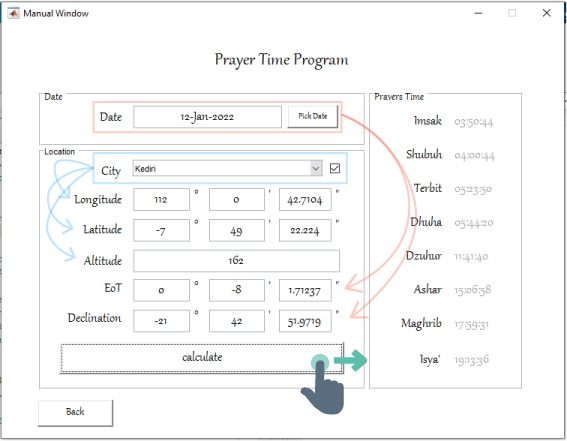 Manual Window
Prayer Time Program
Date
Date 12-Jan-2022 Pick Date
Location
City Kediri
Longitude 112 ° 0 ' 42.7104 "
Latitude -7 ° 49 ' 22.224 "
Altitude 162
EoT 0 ° -8 ' 1.71237 "
Declination -21 ° 42 ' 51.9719 "
calculate
Back
Prayers Time
Imsak 03:50:44
Shubuh 04:00:44
Terbit 05:23:50
Dhuha 05:44:20
Dzuhur 11:41:40
Ashar 15:06:58
Maghrib 17:59:31
Isya' 19:13:36